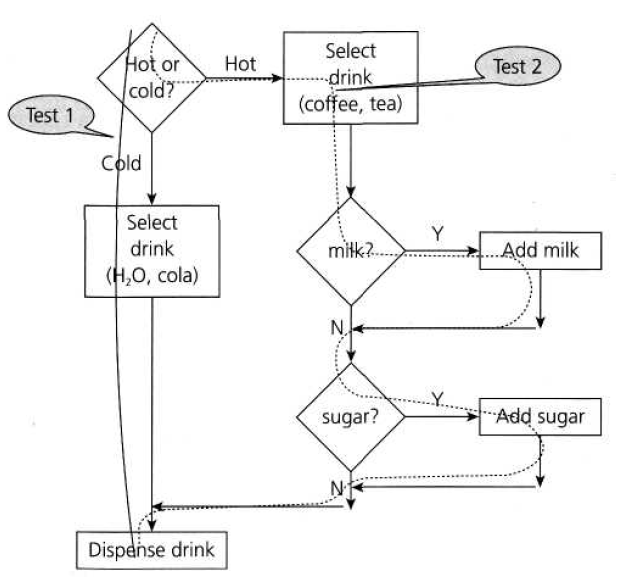 Hot or
cold?
Hot
Select
drink
(coffee, tea)
Test 2
Test 1
Cold
Select
drink
(H₂O, cola)
milk?
Y
Add milk
N
sugar?
Y
Add sugar
N
Dispense drink